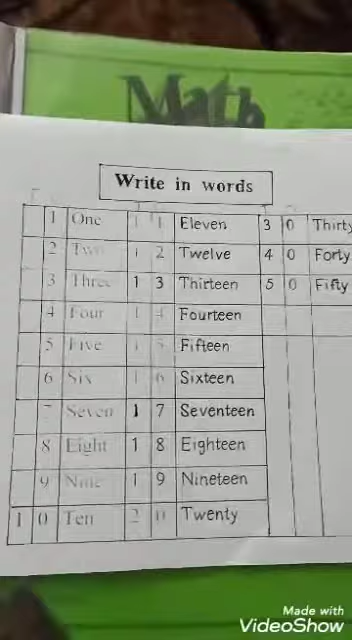 Math
Write in words
1 One 1 1 Eleven 3 0 Thirty
2 Two 1 2 Twelve 4 0 Forty
3 Three 1 3 Thirteen 5 0 Fifty
4 Four 1 4 Fourteen
5 Five 1 5 Fifteen
6 Six 1 6 Sixteen
7 Seven 1 7 Seventeen
8 Eight 1 8 Eighteen
9 Nine 1 9 Nineteen
1 0 Ten 2 0 Twenty
Made with
VideoShow